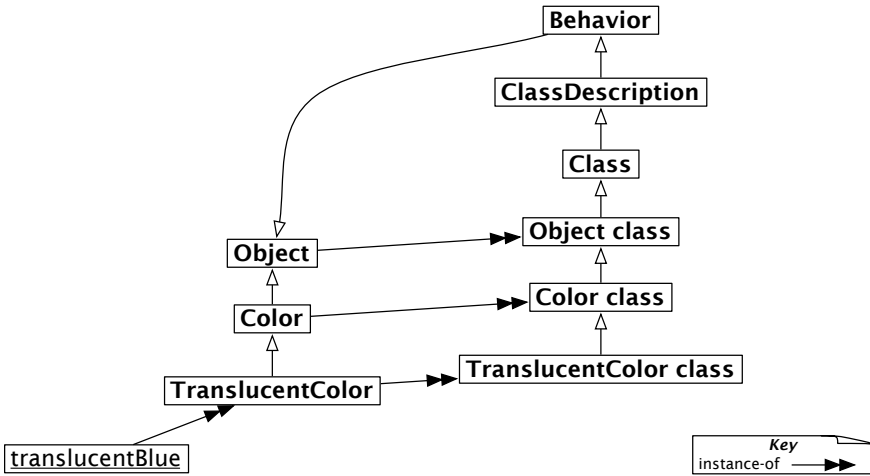 Behavior
ClassDescription
Class
Object class
Object
Color class
Color
TranslucentColor class
TranslucentColor
translucentBlue
Key
instance-of